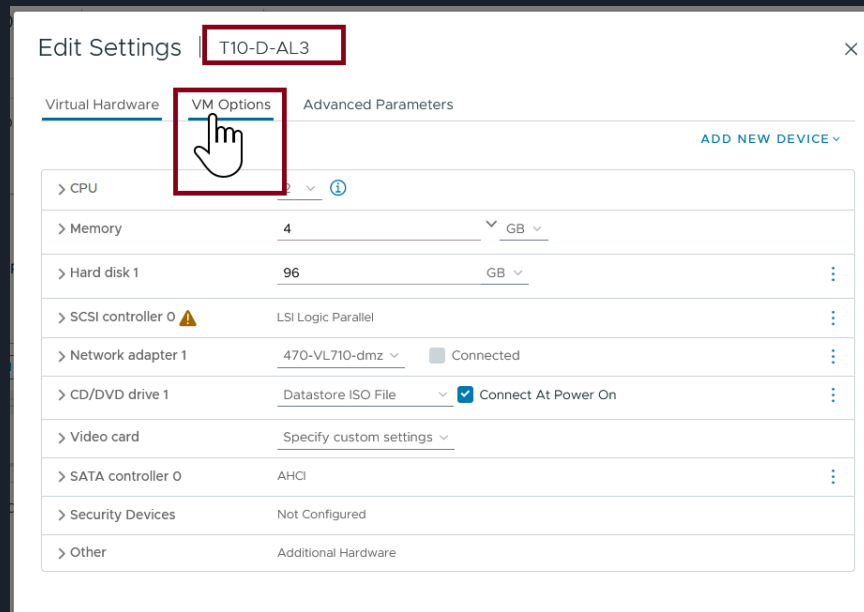 Edit Settings | T10-D-AL3
Virtual Hardware VM Options Advanced Parameters
ADD NEW DEVICE
CPU 2
Memory 4 GB
Hard disk 1 96 GB
SCSI controller 0 LSI Logic Parallel
Network adapter 1 470-VL710-dmz Connected
CD/DVD drive 1 Datastore ISO File Connect At Power On
Video card Specify custom settings
SATA controller 0 AHCI
Security Devices Not Configured
Other Additional Hardware